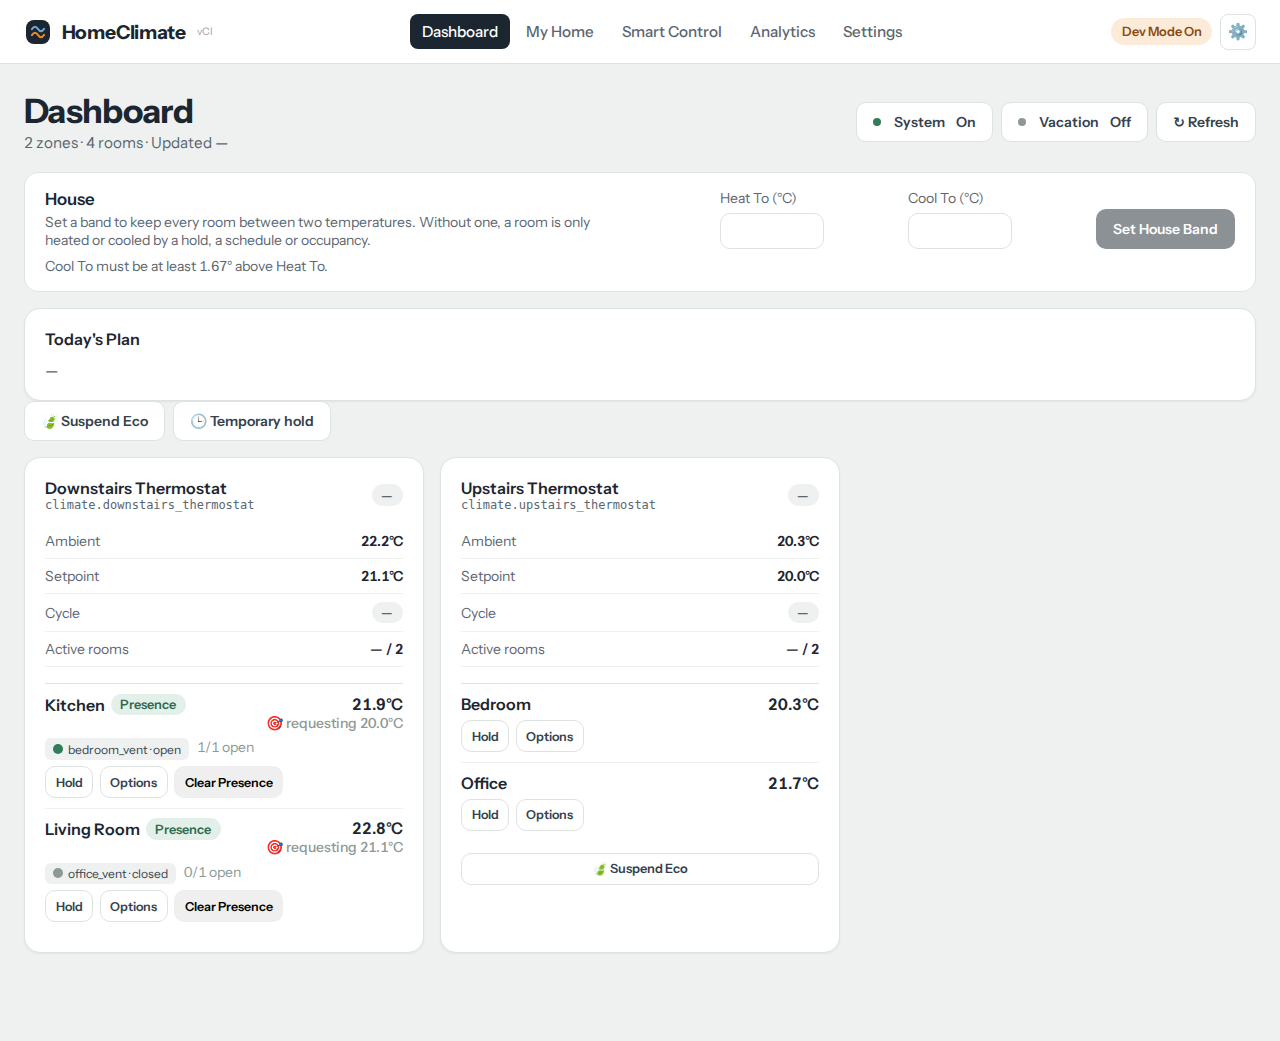 HomeClimate vCI
Dashboard My Home Smart Control Analytics Settings
Dev Mode On
Dashboard
2 zones · 4 rooms · Updated —
System On
Vacation Off
↻ Refresh
House
Set a band to keep every room between two temperatures. Without one, a room is only
heated or cooled by a hold, a schedule or occupancy.
Cool To must be at least 1.67° above Heat To.
Heat To (°C)
Cool To (°C)
Set House Band
Today's Plan
—
Suspend Eco
Temporary hold
Downstairs Thermostat
climate.downstairs_thermostat
—
Ambient 22.2°C
Setpoint 21.1°C
Cycle —
Active rooms — / 2
Kitchen Presence 21.9°C
requesting 20.0°C
bedroom_vent · open 1/1 open
Hold Options Clear Presence
Living Room Presence 22.8°C
requesting 21.1°C
office_vent · closed 0/1 open
Hold Options Clear Presence
Upstairs Thermostat
climate.upstairs_thermostat
—
Ambient 20.3°C
Setpoint 20.0°C
Cycle —
Active rooms — / 2
Bedroom 20.3°C
Hold Options
Office 21.7°C
Hold Options
Suspend Eco